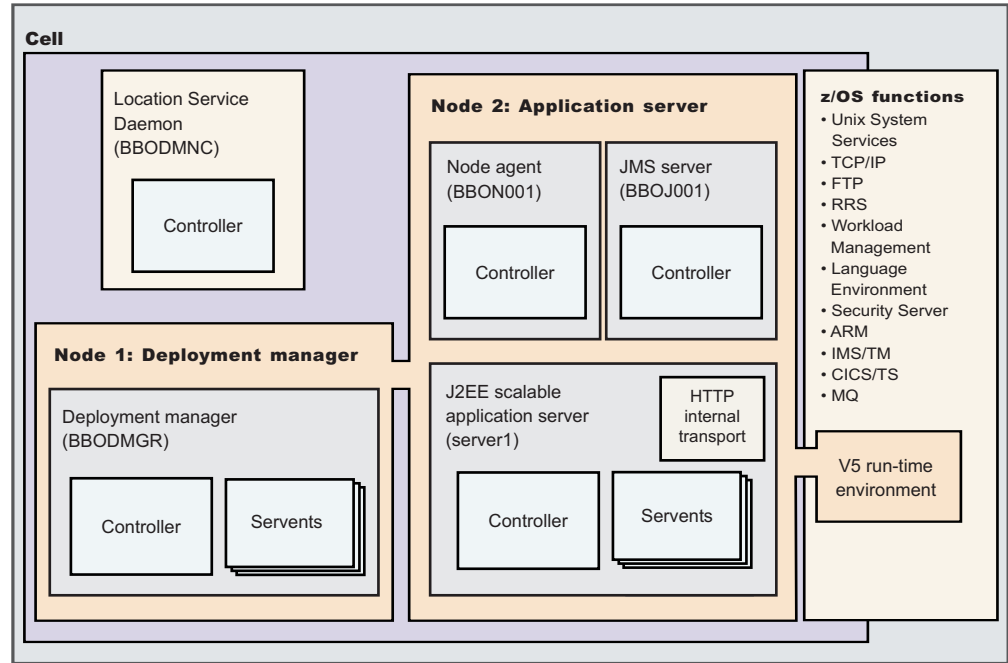 Cell
Location Service
Daemon
(BBODMNC)
Controller
Node 1: Deployment manager
Deployment manager
(BBODMGR)
Controller
Servents
Node 2: Application server
Node agent
(BBON001)
Controller
JMS server
(BBOJ001)
Controller
J2EE scalable
application server
(server1)
HTTP
internal
transport
Controller
Servents
z/OS functions
• Unix System
Services
• TCP/IP
• FTP
• RRS
• Workload
Management
• Language
Environment
• Security Server
• ARM
• IMS/TM
• CICS/TS
• MQ
V5 run-time
environment